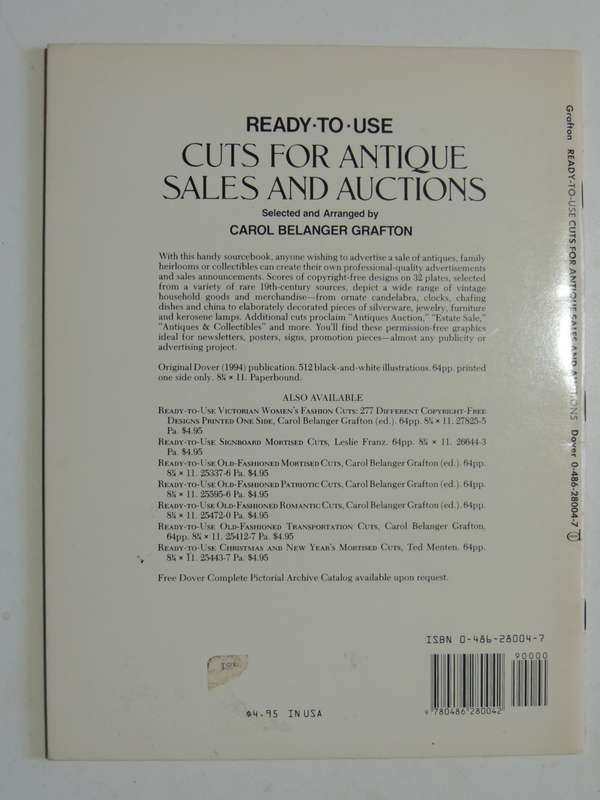 READY·TO·USE
CUTS FOR ANTIQUE
SALES AND AUCTIONS
Selected and Arranged by
CAROL BELANGER GRAFTON
With this handy sourcebook, anyone wishing to advertise a sale of antiques, family
heirlooms or collectibles can create their own professional-quality advertisements
and sales announcements. Scores of copyright-free designs on 32 plates, selected
from a variety of rare 19th-century sources, depict a wide range of vintage
household goods and merchandise—from ornate candelabra, clocks, chafing
dishes and china to elaborately decorated pieces of silverware, jewelry, furniture
and kerosene lamps. Additional cuts proclaim "Antiques Auction," "Estate Sale,"
"Antiques & Collectibles" and more. You'll find these permission-free graphics
ideal for newsletters, posters, signs, promotion pieces—almost any publicity or
advertising project.
Original Dover (1994) publication. 512 black-and-white illustrations. 64pp. printed
one side only. 8¼ × 11. Paperbound.
ALSO AVAILABLE
READY-TO-USE VICTORIAN WOMEN'S FASHION CUTS: 277 DIFFERENT COPYRIGHT-FREE
DESIGNS PRINTED ONE SIDE, Carol Belanger Grafton (ed.). 64pp. 8¼ × 11. 27825-5
Pa. $4.95
READY-TO-USE SIGNBOARD MORTISED CUTS, Leslie Franz. 64pp. 8¼ × 11. 26644-3
Pa. $4.95
READY-TO-USE OLD-FASHIONED MORTISED CUTS, Carol Belanger Grafton (ed.). 64pp.
8¼ × 11. 25337-6 Pa. $4.95
READY-TO-USE OLD-FASHIONED PATRIOTIC CUTS, Carol Belanger Grafton (ed.). 64pp.
8¼ × 11. 25595-6 Pa. $4.95
READY-TO-USE OLD-FASHIONED ROMANTIC CUTS, Carol Belanger Grafton (ed.). 64pp.
8¼ × 11. 25472-0 Pa. $4.95
READY-TO-USE OLD-FASHIONED TRANSPORTATION CUTS, Carol Belanger Grafton,
64pp. 8¼ × 11. 25412-7 Pa. $4.95
READY-TO-USE CHRISTMAS AND NEW YEAR'S MORTISED CUTS, Ted Menten. 64pp.
8¼ × 11. 25443-7 Pa. $4.95
Free Dover Complete Pictorial Archive Catalog available upon request.
ISBN 0-486-28004-7
90000
9 780486 280042
$4.95 IN USA
Grafton READY-TO-USE CUTS FOR ANTIQUE SALES AND AUCTIONS Dover 0-486-28004-7